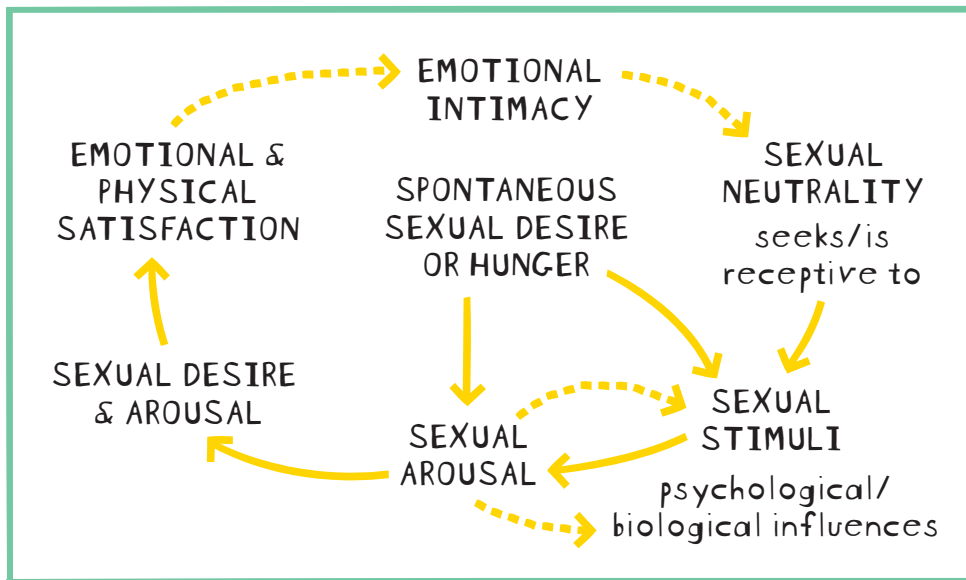 EMOTIONAL
INTIMACY
EMOTIONAL &
PHYSICAL
SATISFACTION
SPONTANEOUS
SEXUAL DESIRE
OR HUNGER
SEXUAL
NEUTRALITY
seeks/is
receptive to
SEXUAL DESIRE
& AROUSAL
SEXUAL
AROUSAL
SEXUAL
STIMULI
psychological/
biological influences